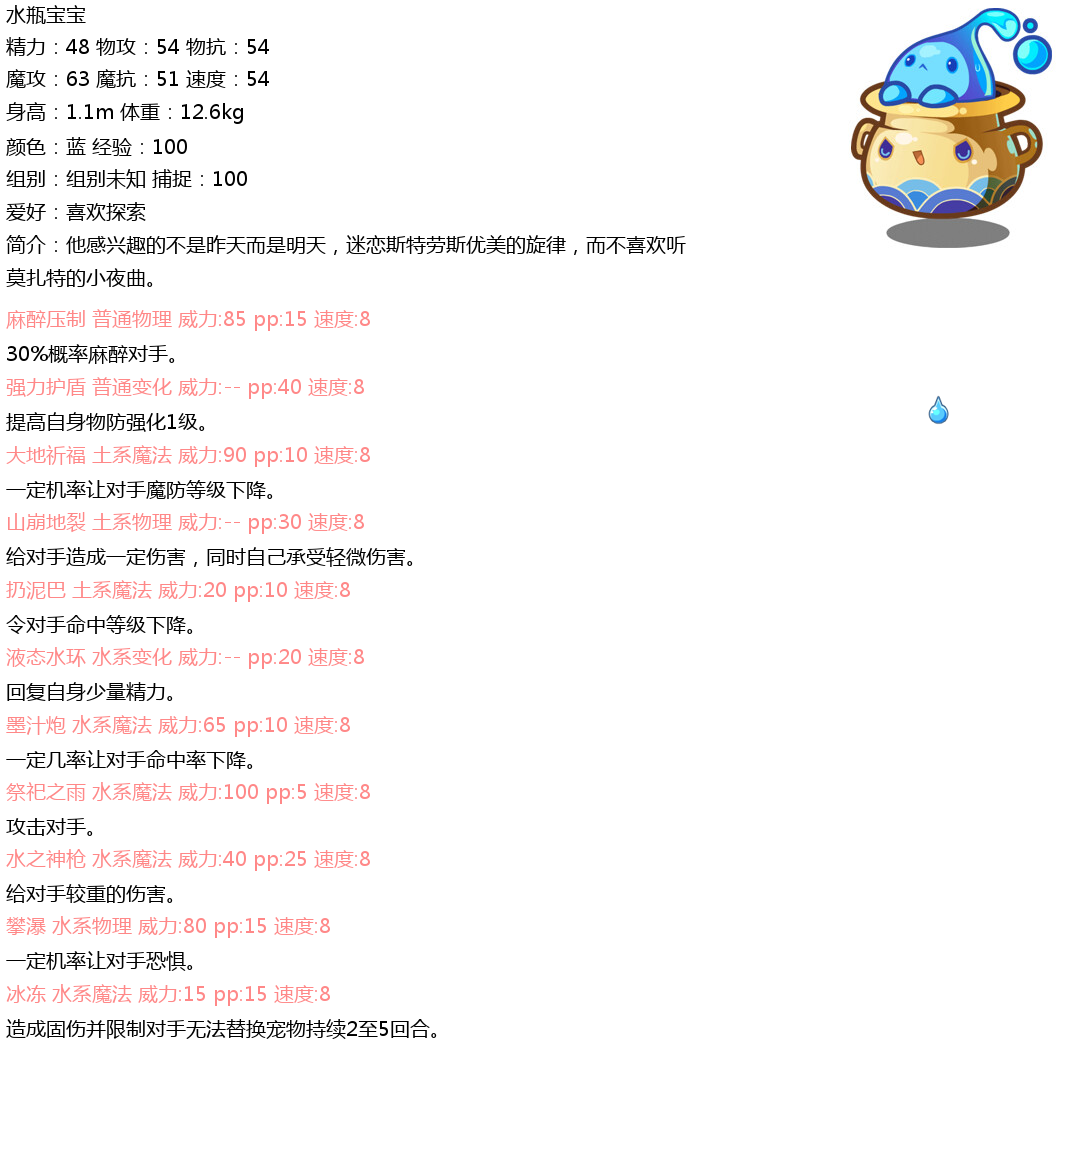 水瓶宝宝
精力：48 物攻：54 物抗：54
魔攻：63 魔抗：51 速度：54
身高：1.1m 体重：12.6kg
颜色：蓝 经验：100
组别：组别未知 捕捉：100
爱好：喜欢探索
简介：他感兴趣的不是昨天而是明天，迷恋斯特劳斯优美的旋律，而不喜欢听
莫扎特的小夜曲。
麻醉压制 普通物理 威力:85 pp:15 速度:8
30%概率麻醉对手。
强力护盾 普通变化 威力:-- pp:40 速度:8
提高自身物防强化1级。
大地祈福 土系魔法 威力:90 pp:10 速度:8
一定机率让对手魔防等级下降。
山崩地裂 土系物理 威力:-- pp:30 速度:8
给对手造成一定伤害，同时自己承受轻微伤害。
扔泥巴 土系魔法 威力:20 pp:10 速度:8
令对手命中等级下降。
液态水环 水系变化 威力:-- pp:20 速度:8
回复自身少量精力。
墨汁炮 水系魔法 威力:65 pp:10 速度:8
一定几率让对手命中率下降。
祭祀之雨 水系魔法 威力:100 pp:5 速度:8
攻击对手。
水之神枪 水系魔法 威力:40 pp:25 速度:8
给对手较重的伤害。
攀瀑 水系物理 威力:80 pp:15 速度:8
一定机率让对手恐惧。
冰冻 水系魔法 威力:15 pp:15 速度:8
造成固伤并限制对手无法替换宠物持续2至5回合。